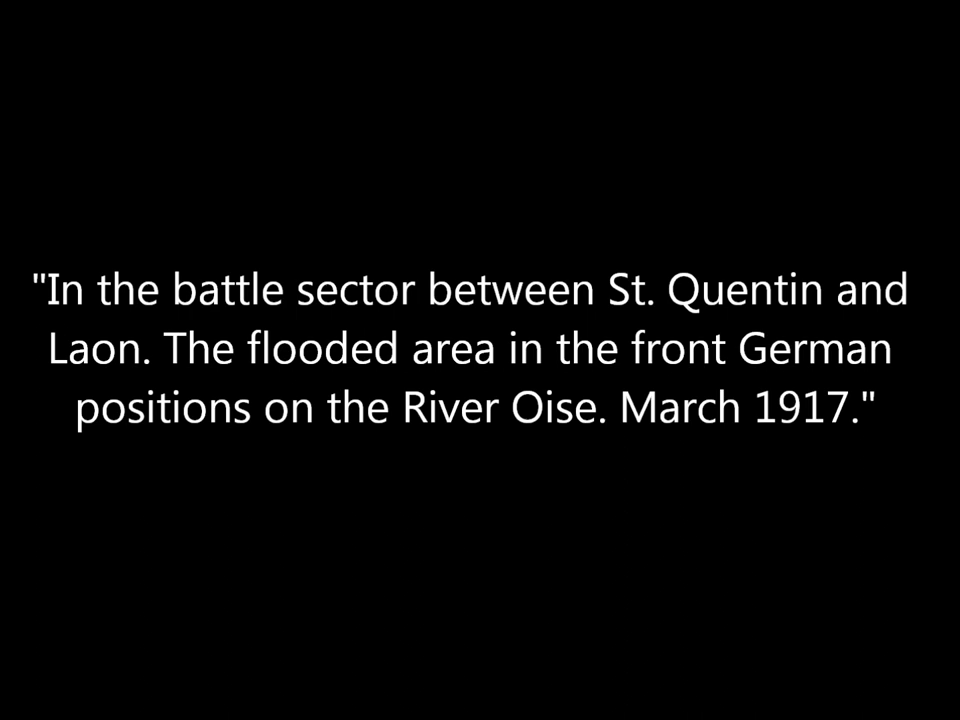 "In the battle sector between St. Quentin and
Laon. The flooded area in the front German
positions on the River Oise. March 1917."